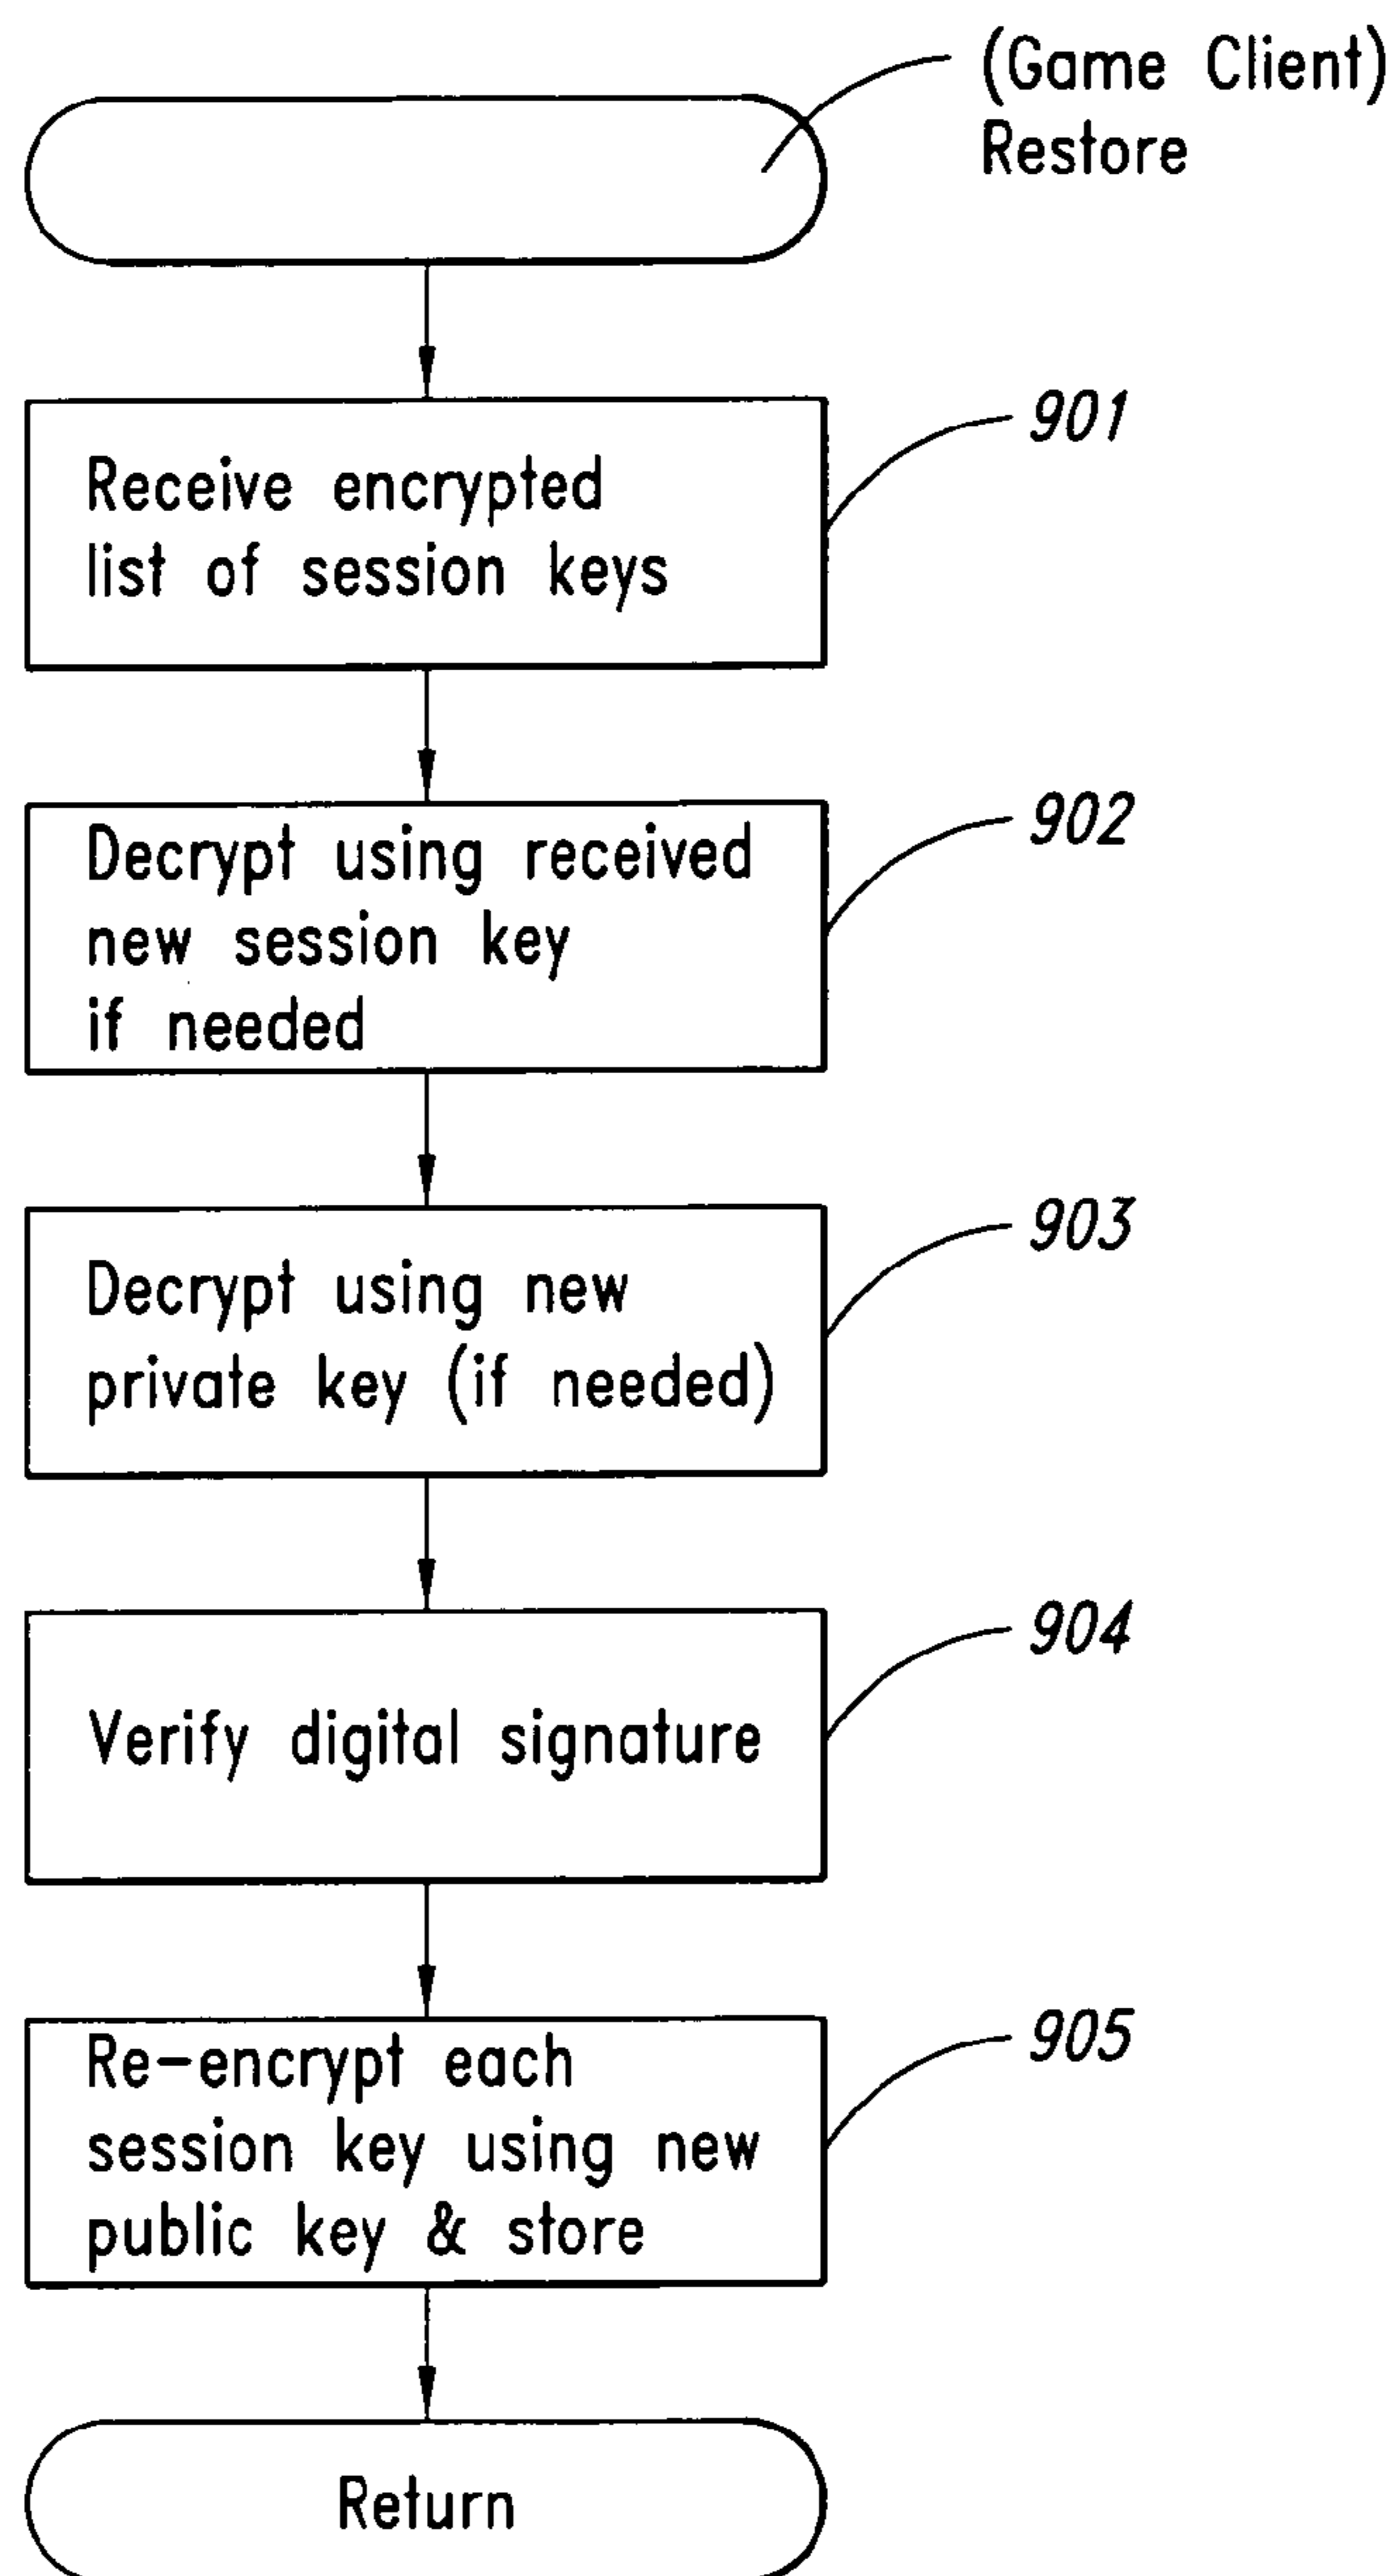 (Game Client)
Restore
901
Receive encrypted
list of session keys
902
Decrypt using received
new session key
if needed
903
Decrypt using new
private key (if needed)
904
Verify digital signature
905
Re-encrypt each
session key using new
public key & store
Return